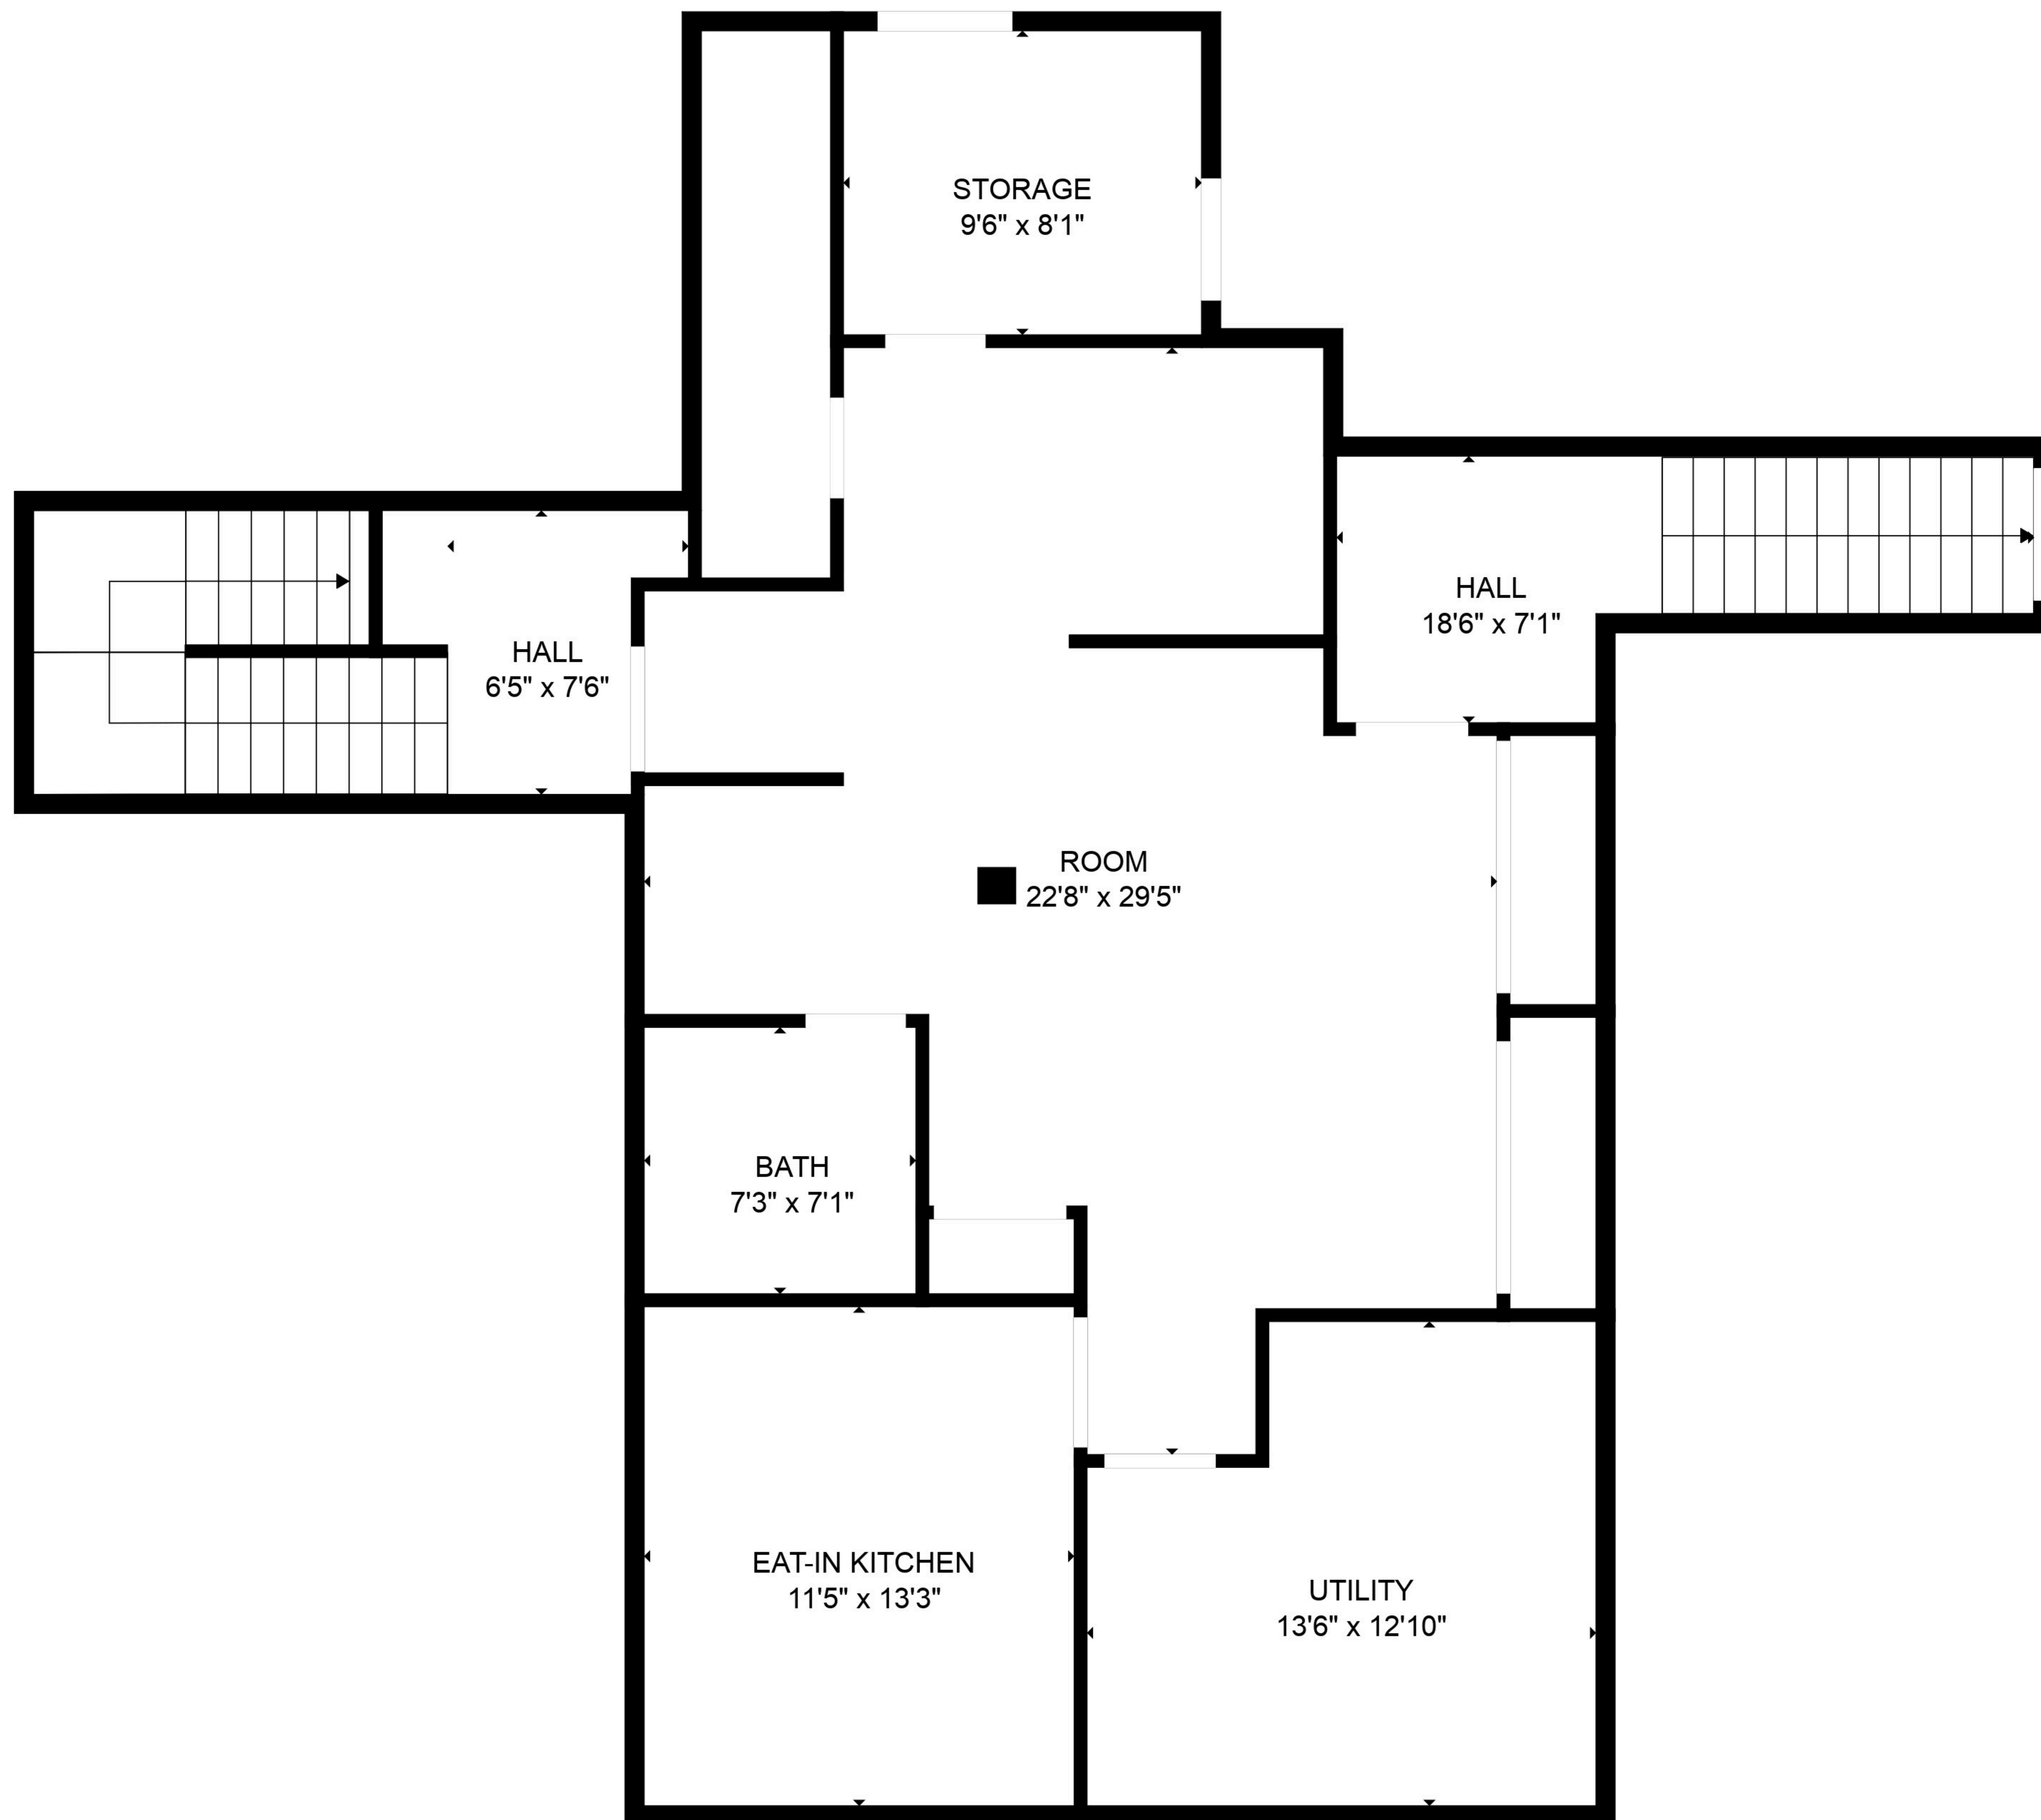 STORAGE
9'6" x 8'1"
HALL
18'6" x 7'1"
HALL
6'5" x 7'6"
ROOM
22'8" x 29'5"
BATH
7'3" x 7'1"
EAT-IN KITCHEN
11'5" x 13'3"
UTILITY
13'6" x 12'10"